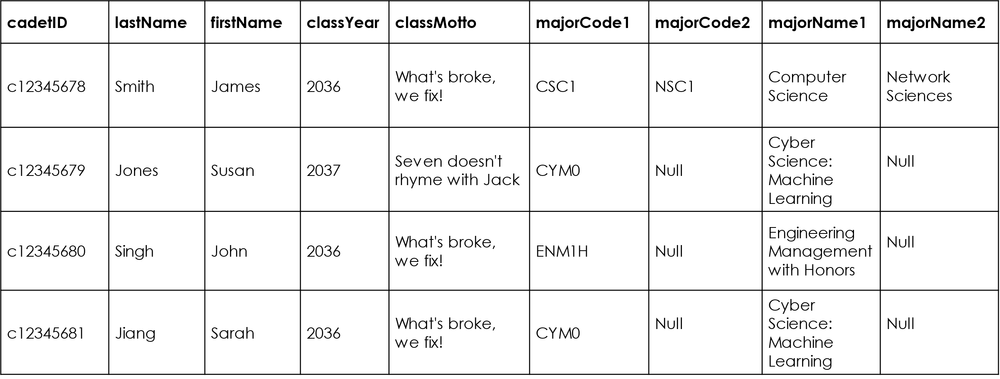 cadetID lastName firstName classYear classMotto majorCode1 majorCode2 majorName1 majorName2
c12345678 Smith James 2036 What's broke, we fix! CSC1 NSC1 Computer Science Network Sciences
c12345679 Jones Susan 2037 Seven doesn't rhyme with Jack CYM0 Null Cyber Science: Machine Learning Null
c12345680 Singh John 2036 What's broke, we fix! ENM1H Null Engineering Management with Honors Null
c12345681 Jiang Sarah 2036 What's broke, we fix! CYM0 Null Cyber Science: Machine Learning Null